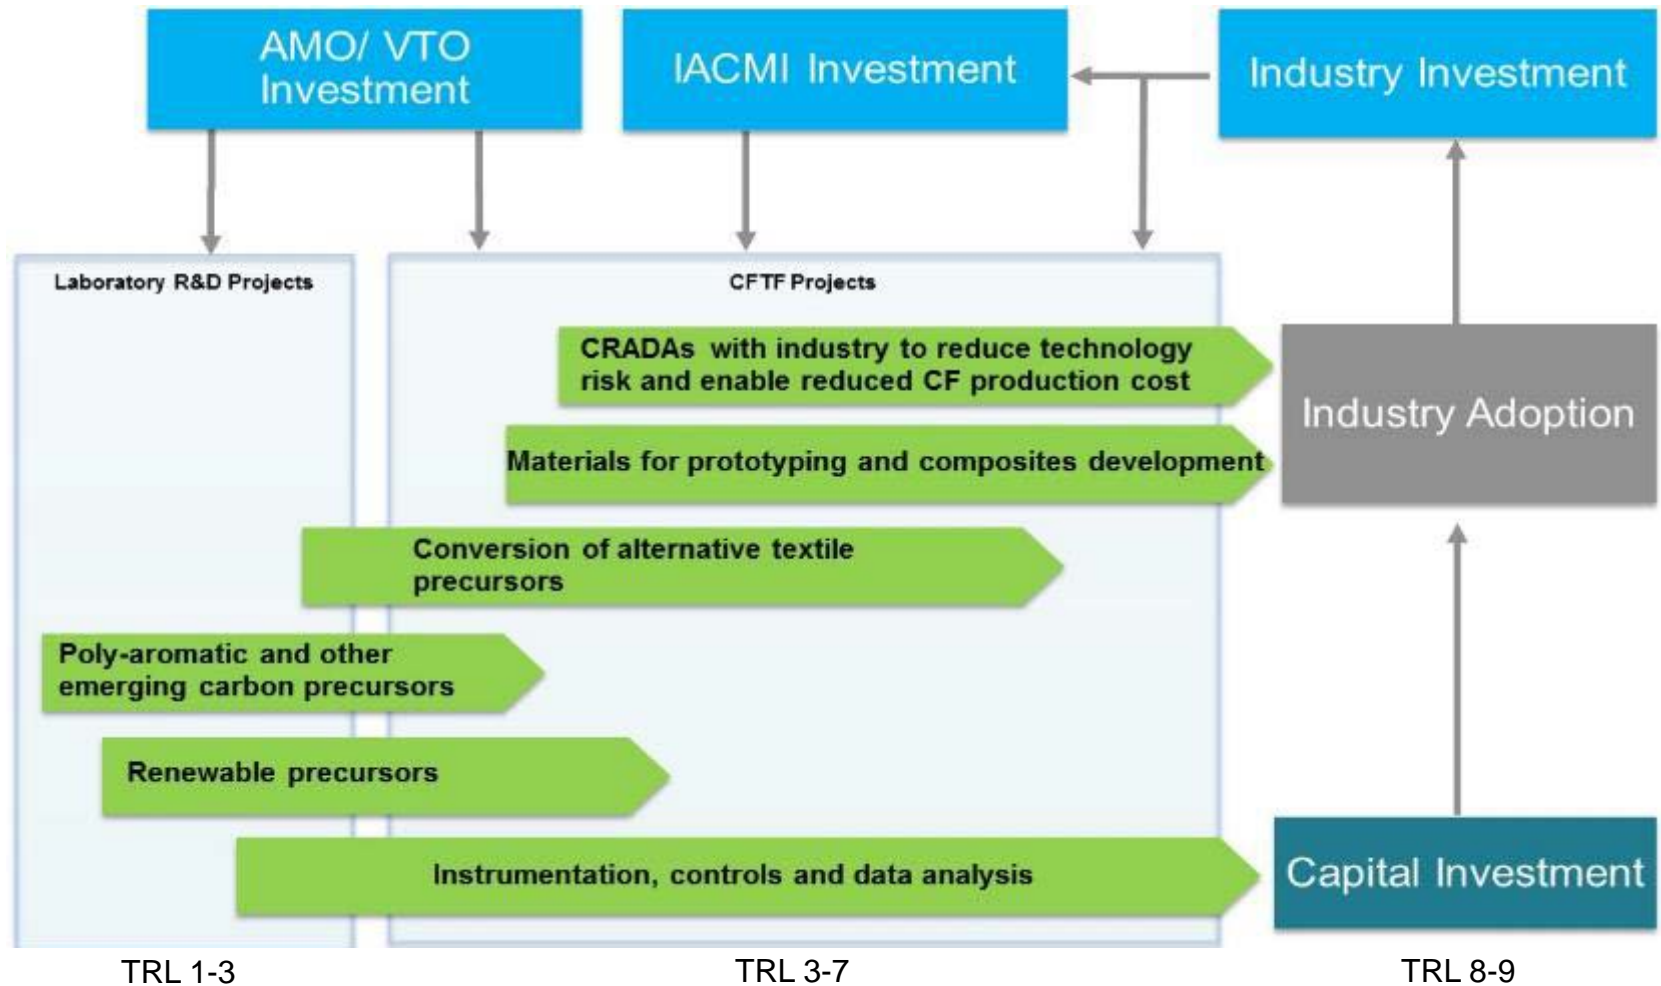 AMO/ VTO
Investment
IACMI Investment
Industry Investment
Laboratory R&D Projects
CFTF Projects
CRADAs with industry to reduce technology
risk and enable reduced CF production cost
Industry Adoption
Materials for prototyping and composites development
Conversion of alternative textile
precursors
Poly-aromatic and other
emerging carbon precursors
Renewable precursors
Instrumentation, controls and data analysis
Capital Investment
TRL 1-3
TRL 3-7
TRL 8-9